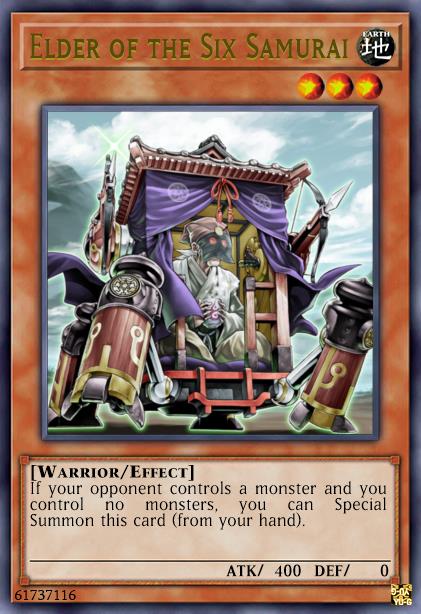 ELDER OF THE SIX SAMURAI
EARTH
地
[WARRIOR/EFFECT]
If your opponent controls a monster and you
control no monsters, you can Special
Summon this card (from your hand).
ATK/ 400 DEF/ 0
61737116